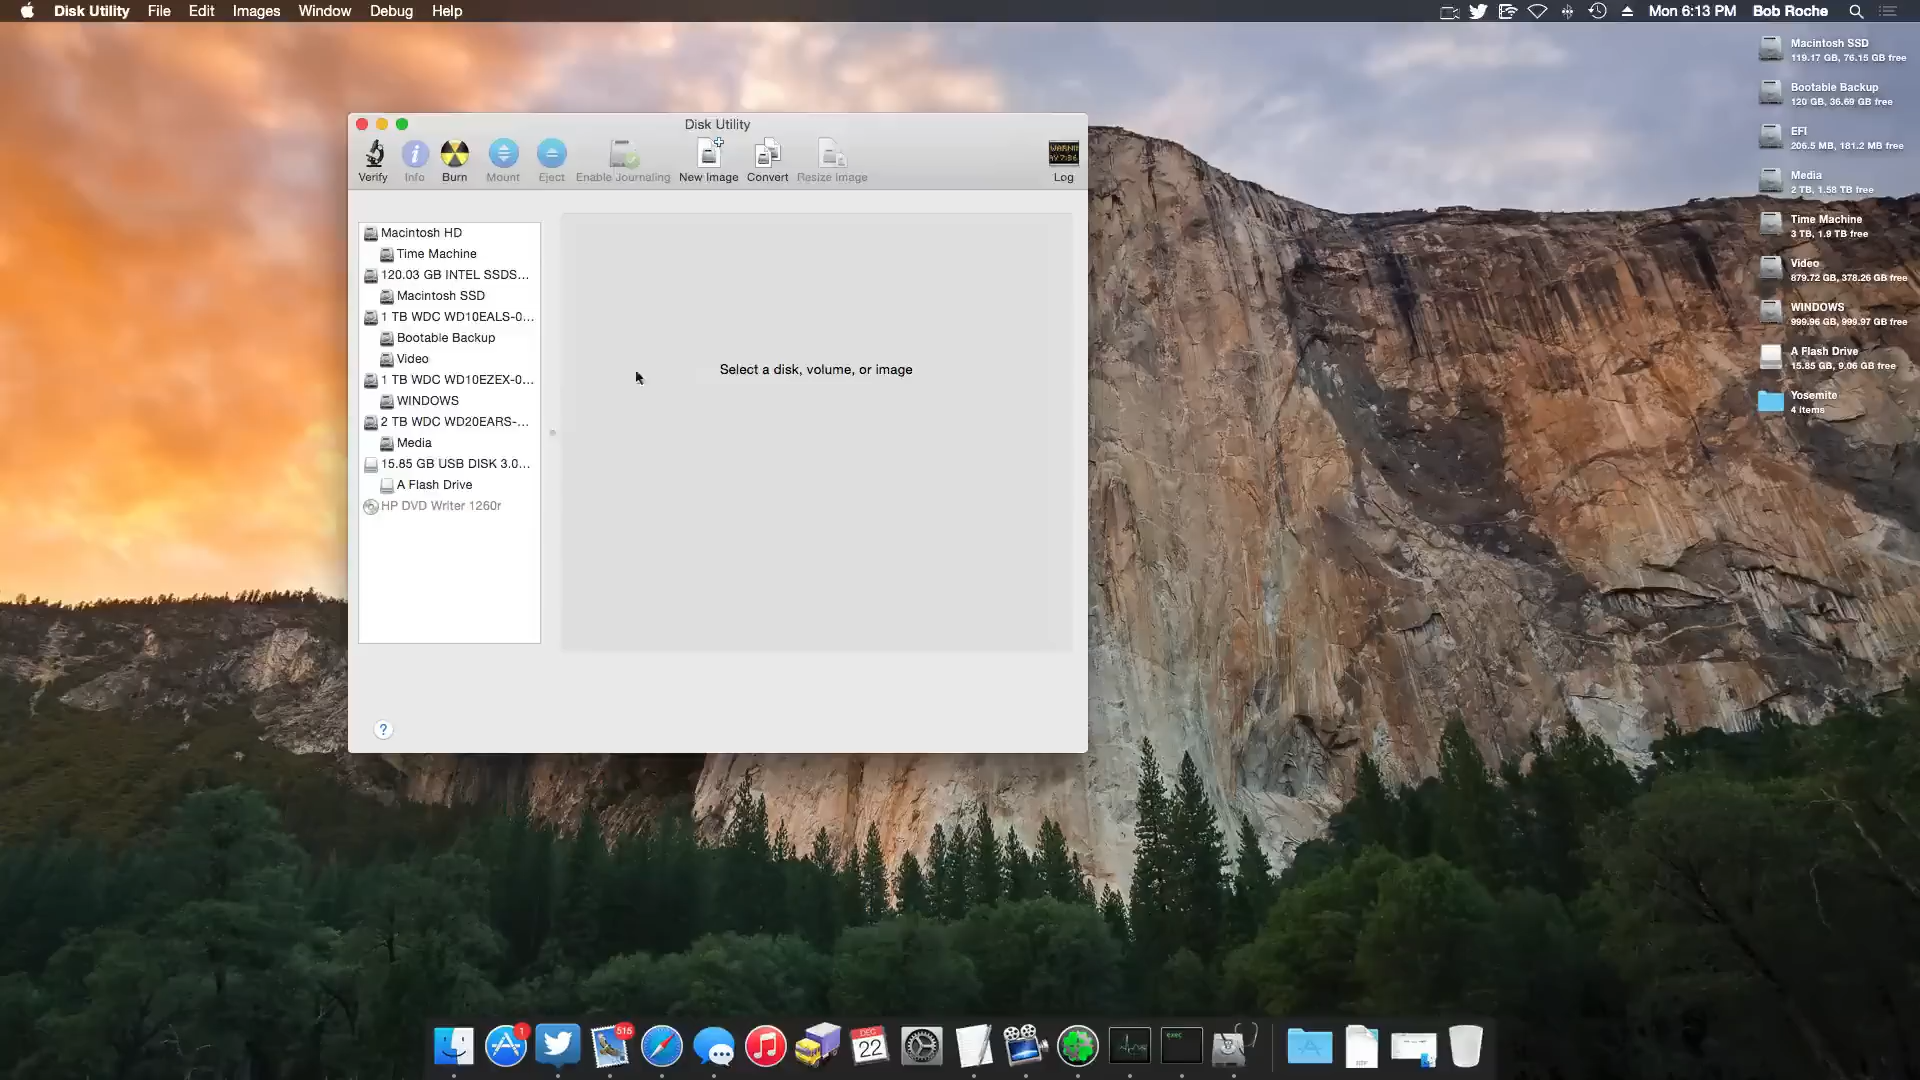 Disk Utility File Edit Images Window Debug Help
Mon 6:13 PM Bob Roche
Disk Utility
Verify Info Burn Mount Eject Enable Journaling New Image Convert Resize Image Log
Macintosh HD
Time Machine
120.03 GB INTEL SSDS...
Macintosh SSD
1 TB WDC WD10EALS-0...
Bootable Backup
Video
1 TB WDC WD10EZEX-0...
WINDOWS
2 TB WDC WD20EARS-...
Media
15.85 GB USB DISK 3.0...
A Flash Drive
HP DVD Writer 1260r
Select a disk, volume, or image
?
Macintosh SSD
119.17 GB, 76.15 GB free
Bootable Backup
120 GB, 36.69 GB free
EFI
206.5 MB, 181.2 MB free
Media
2 TB, 1.58 TB free
Time Machine
3 TB, 1.9 TB free
Video
879.72 GB, 378.26 GB free
WINDOWS
999.96 GB, 999.97 GB free
A Flash Drive
15.85 GB, 9.06 GB free
Yosemite
4 items
1
515
DEC
22
exec